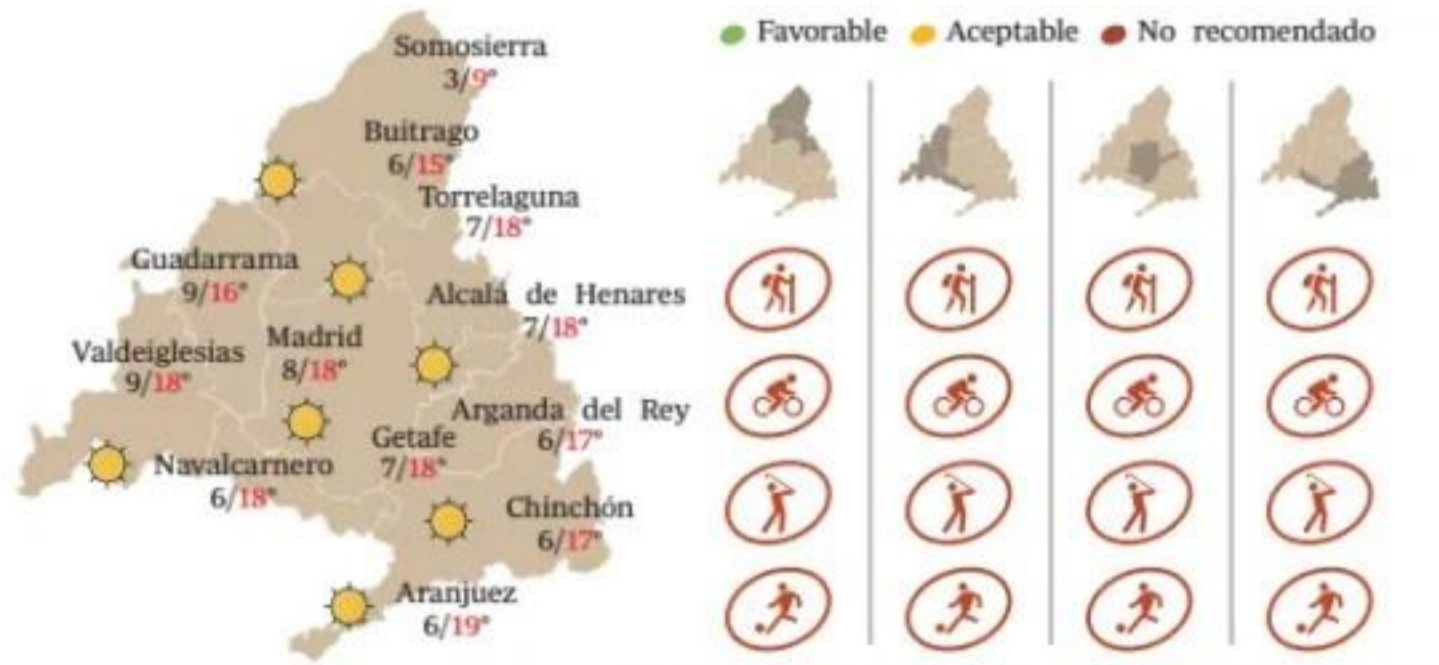 Somosierra
3/9°
Buitrago
6/15°
Torrelaguna
7/18°
Guadarrama
9/16°
Alcalá de Henares
7/18°
Madrid
8/18°
Valdeiglesias
9/18°
Arganda del Rey
6/17°
Getafe
7/18°
Navalcarnero
6/18°
Chinchón
6/17°
Aranjuez
6/19°
Favorable Aceptable No recomendado